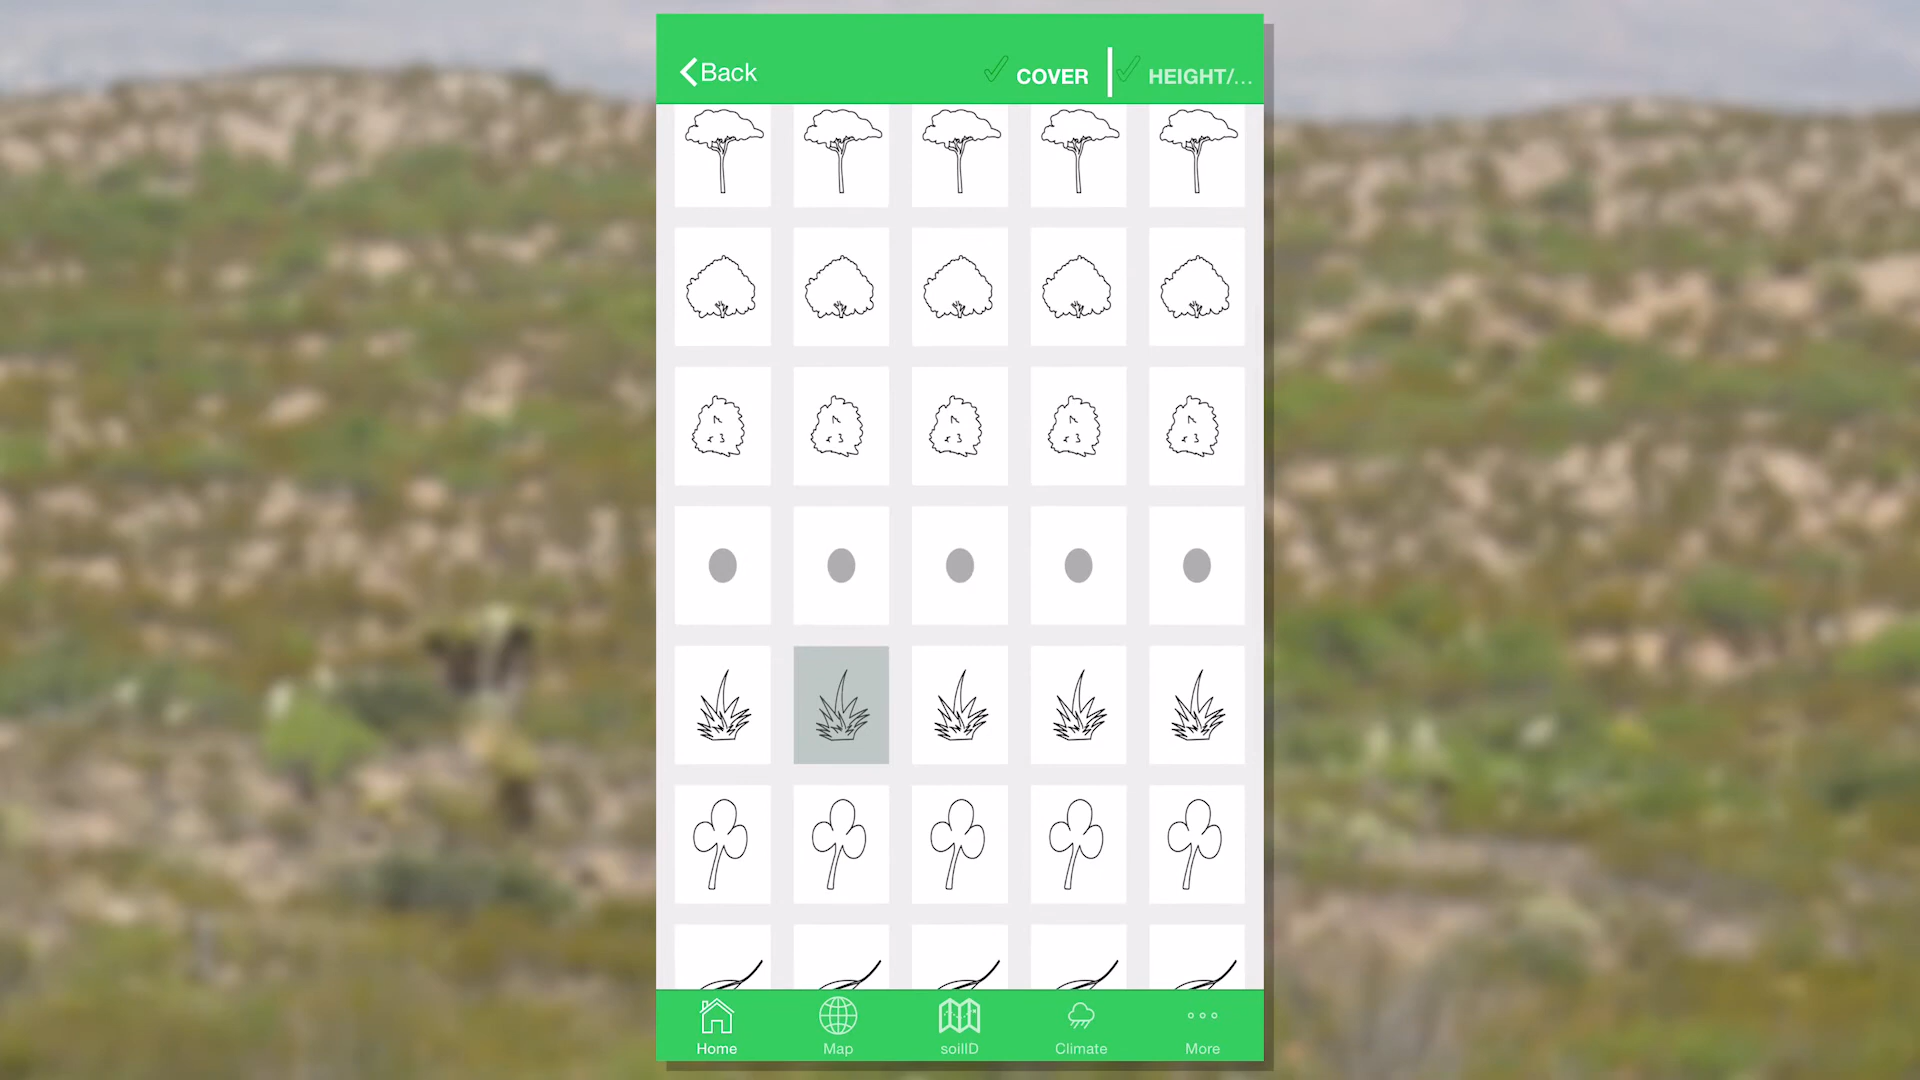 Back
COVER
HEIGHT/...
Home
Map
soilID
Climate
More